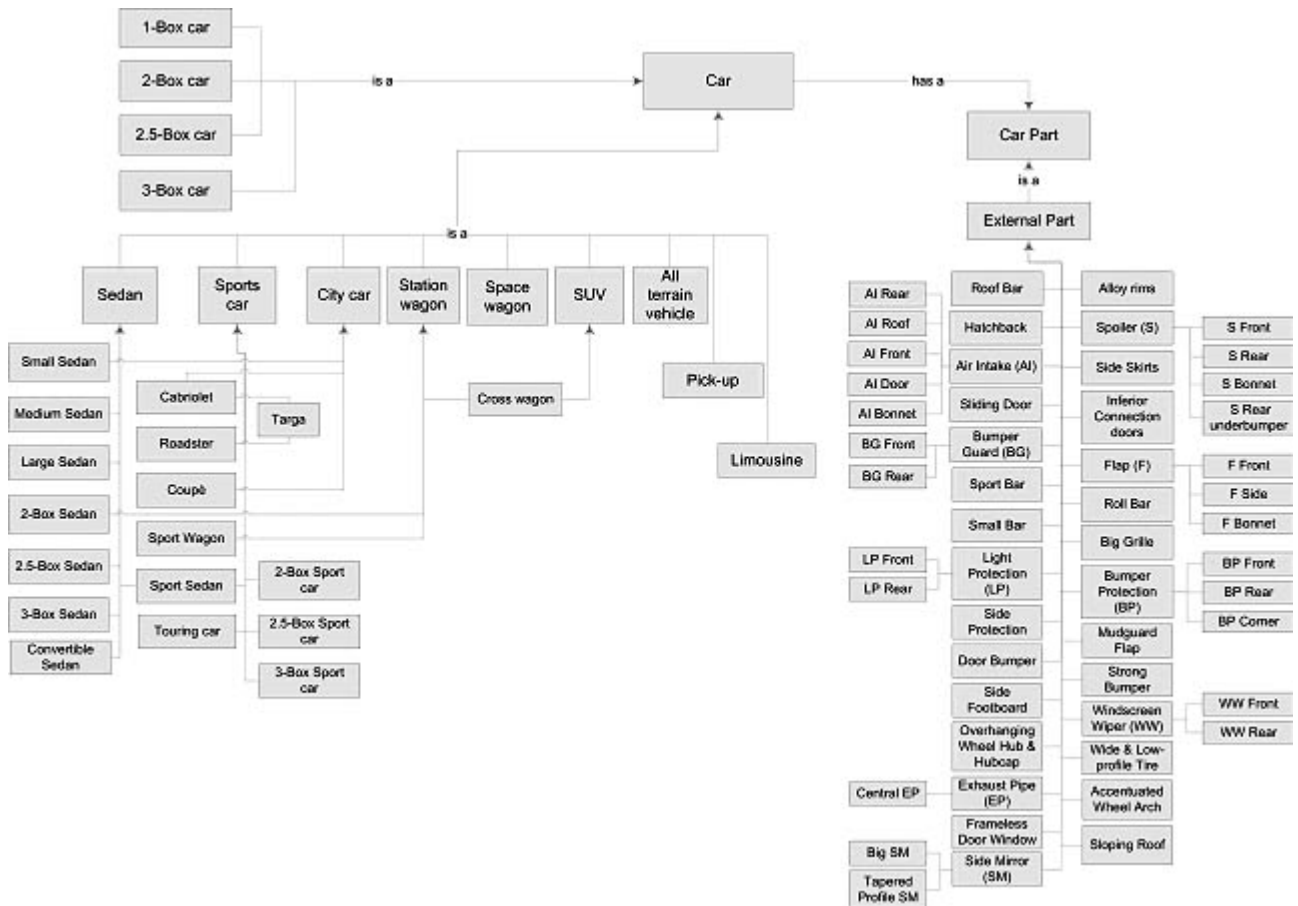 1-Box car
2-Box car
2.5-Box car
3-Box car
is a
Car
has a
Car Part
is a
External Part
is a
Sedan
Sports
car
City car
Station
wagon
Space
wagon
SUV
All
terrain
vehicle
Pick-up
Limousine
Small Sedan
Medium Sedan
Large Sedan
2-Box Sedan
2.5-Box Sedan
3-Box Sedan
Convertible
Sedan
Cabriolet
Targa
Roadster
Coupè
Sport Wagon
Sport Sedan
Touring car
2-Box Sport
car
2.5-Box Sport
car
3-Box Sport
car
Cross wagon
AI Rear
AI Roof
AI Front
AI Door
AI Bonnet
BG Front
BG Rear
LP Front
LP Rear
Central EP
Big SM
Tapered
Profile SM
Roof Bar
Hatchback
Air Intake (AI)
Sliding Door
Bumper
Guard (BG)
Sport Bar
Small Bar
Light
Protection
(LP)
Side
Protection
Door Bumper
Side
Footboard
Overhanging
Wheel Hub &
Hubcap
Exhaust Pipe
(EP)
Frameless
Door Window
Side Mirror
(SM)
Alloy rims
Spoiler (S)
Side Skirts
Inferior
Connection
doors
Flap (F)
Roll Bar
Big Grille
Bumper
Protection
(BP)
Mudguard
Flap
Strong
Bumper
Windscreen
Wiper (WW)
Wide & Low-
profile Tire
Accentuated
Wheel Arch
Sloping Roof
S Front
S Rear
S Bonnet
S Rear
underbumper
F Front
F Side
F Bonnet
BP Front
BP Rear
BP Corner
WW Front
WW Rear